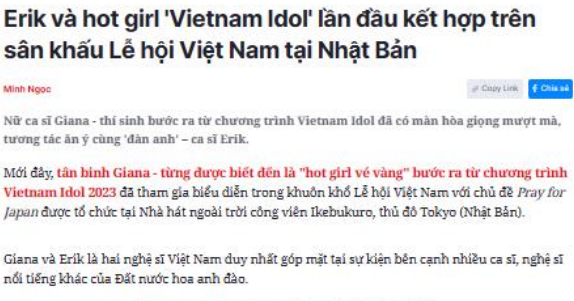 Erik và hot girl 'Vietnam Idol' lần đầu kết hợp trên
sân khấu Lễ hội Việt Nam tại Nhật Bản
Minh Ngọc
Copy Link
Chia sẻ
Nữ ca sĩ Giana - thí sinh bước ra từ chương trình Vietnam Idol đã có màn hòa giọng mượt mà,
tương tác ăn ý cùng 'đàn anh' – ca sĩ Erik.
Mới đây, tân binh Giana - từng được biết đến là "hot girl vé vàng" bước ra từ chương trình
Vietnam Idol 2023 đã tham gia biểu diễn trong khuôn khổ Lễ hội Việt Nam với chủ đề Pray for
Japan được tổ chức tại Nhà hát ngoài trời công viên Ikebukuro, thủ đô Tokyo (Nhật Bản).
Giana và Erik là hai nghệ sĩ Việt Nam duy nhất góp mặt tại sự kiện bên cạnh nhiều ca sĩ, nghệ sĩ
nổi tiếng khác của Đất nước hoa anh đào.